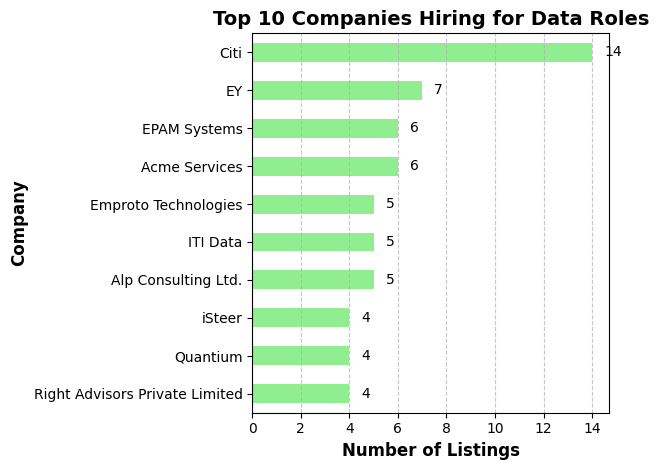 Top 10 Companies Hiring for Data Roles
Company
Citi 14
EY 7
EPAM Systems 6
Acme Services 6
Emproto Technologies 5
ITI Data 5
Alp Consulting Ltd. 5
iSteer 4
Quantium 4
Right Advisors Private Limited 4
0 2 4 6 8 10 12 14
Number of Listings